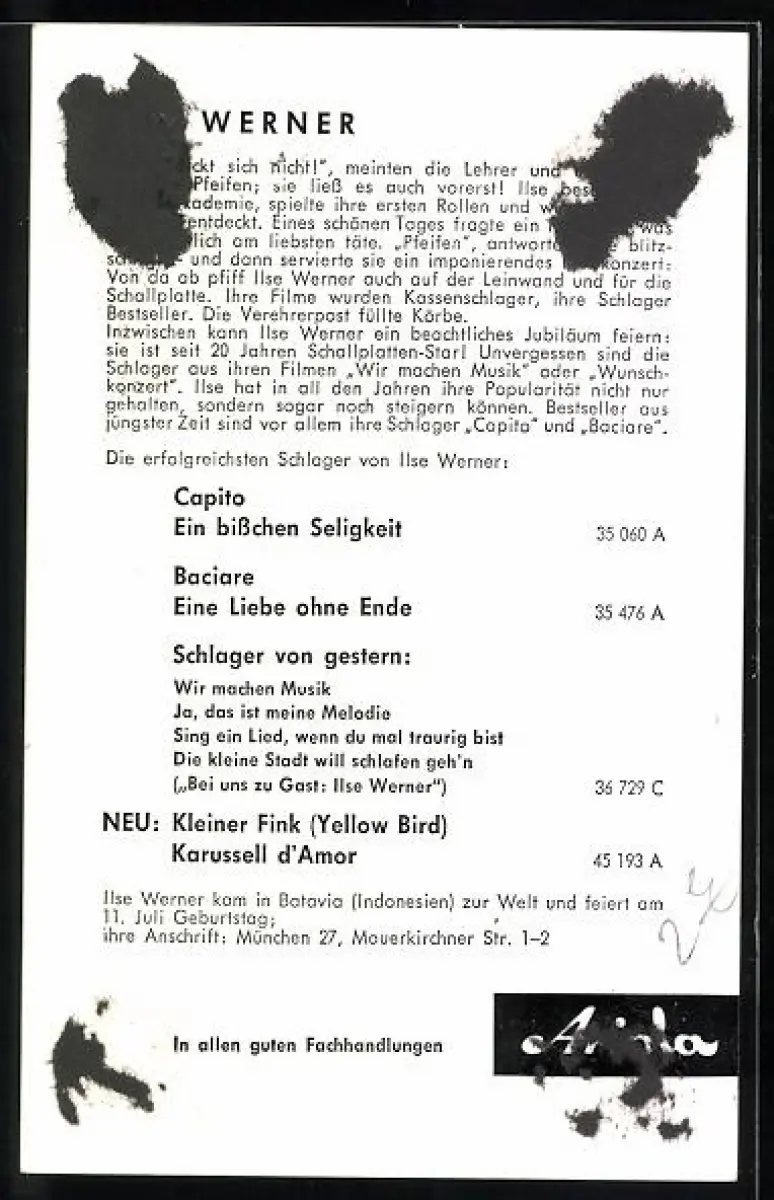 WERNER
sich nicht!", meinten die Lehrer und
Pfeifen; sie ließ es auch vorerst! Ilse
spielte ihre ersten Rollen und
entdeckt. Eines schönen Tages fragte ein was
am liebsten täte. „Pfeifen", blitz-
und dann servierte sie ein imponierendes
Von da ab pfiff Ilse Werner auch auf der Leinwand und für die
Schallplatte. Ihre Filme wurden Kassenschlager, ihre Schlager
Bestseller. Die Verehrerpost füllte Körbe.
Inzwischen kann Ilse Werner ein beachtliches Jubiläum feiern:
sie ist seit 20 Jahren Schallplatten-Star! Unvergessen sind die
Schlager aus ihren Filmen „Wir machen Musik" oder „Wunsch-
konzert". Ilse hat in all den Jahren ihre Popularität nicht nur
gehalten, sondern sogar noch steigern können. Bestseller aus
jüngster Zeit sind vor allem ihre Schlager „Capito" und „Baciare".
Die erfolgreichsten Schlager von Ilse Werner:
Capito
Ein bißchen Seligkeit 35 060 A
Baciare
Eine Liebe ohne Ende 35 476 A
Schlager von gestern:
Wir machen Musik
Ja, das ist meine Melodie
Sing ein Lied, wenn du mal traurig bist
Die kleine Stadt will schlafen geh'n
(„Bei uns zu Gast: Ilse Werner") 36 729 C
NEU: Kleiner Fink (Yellow Bird)
Karussell d'Amor 45 193 A
Ilse Werner kam in Batavia (Indonesien) zur Welt und feiert am
11. Juli Geburtstag;
ihre Anschrift: München 27, Mauerkirchner Str. 1–2
In allen guten Fachhandlungen
Ariola